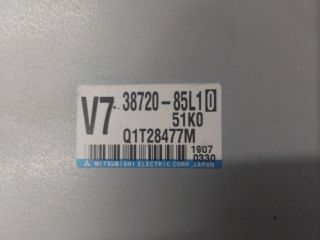 V7 38720-85L10
51K0
Q1T28477M
1907
0330
MITSUBISHI ELECTRIC CORP. JAPAN